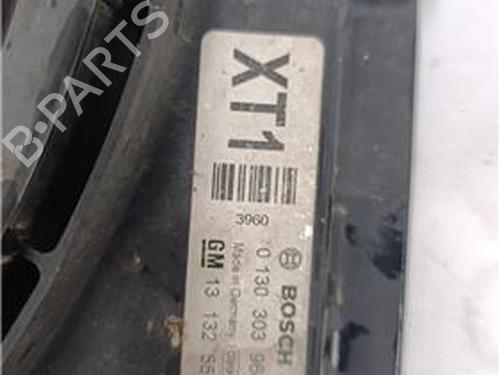 XT1
3960
BOSCH
0 130 303 96
Made in Germany
GM 13 132
B-PARTS